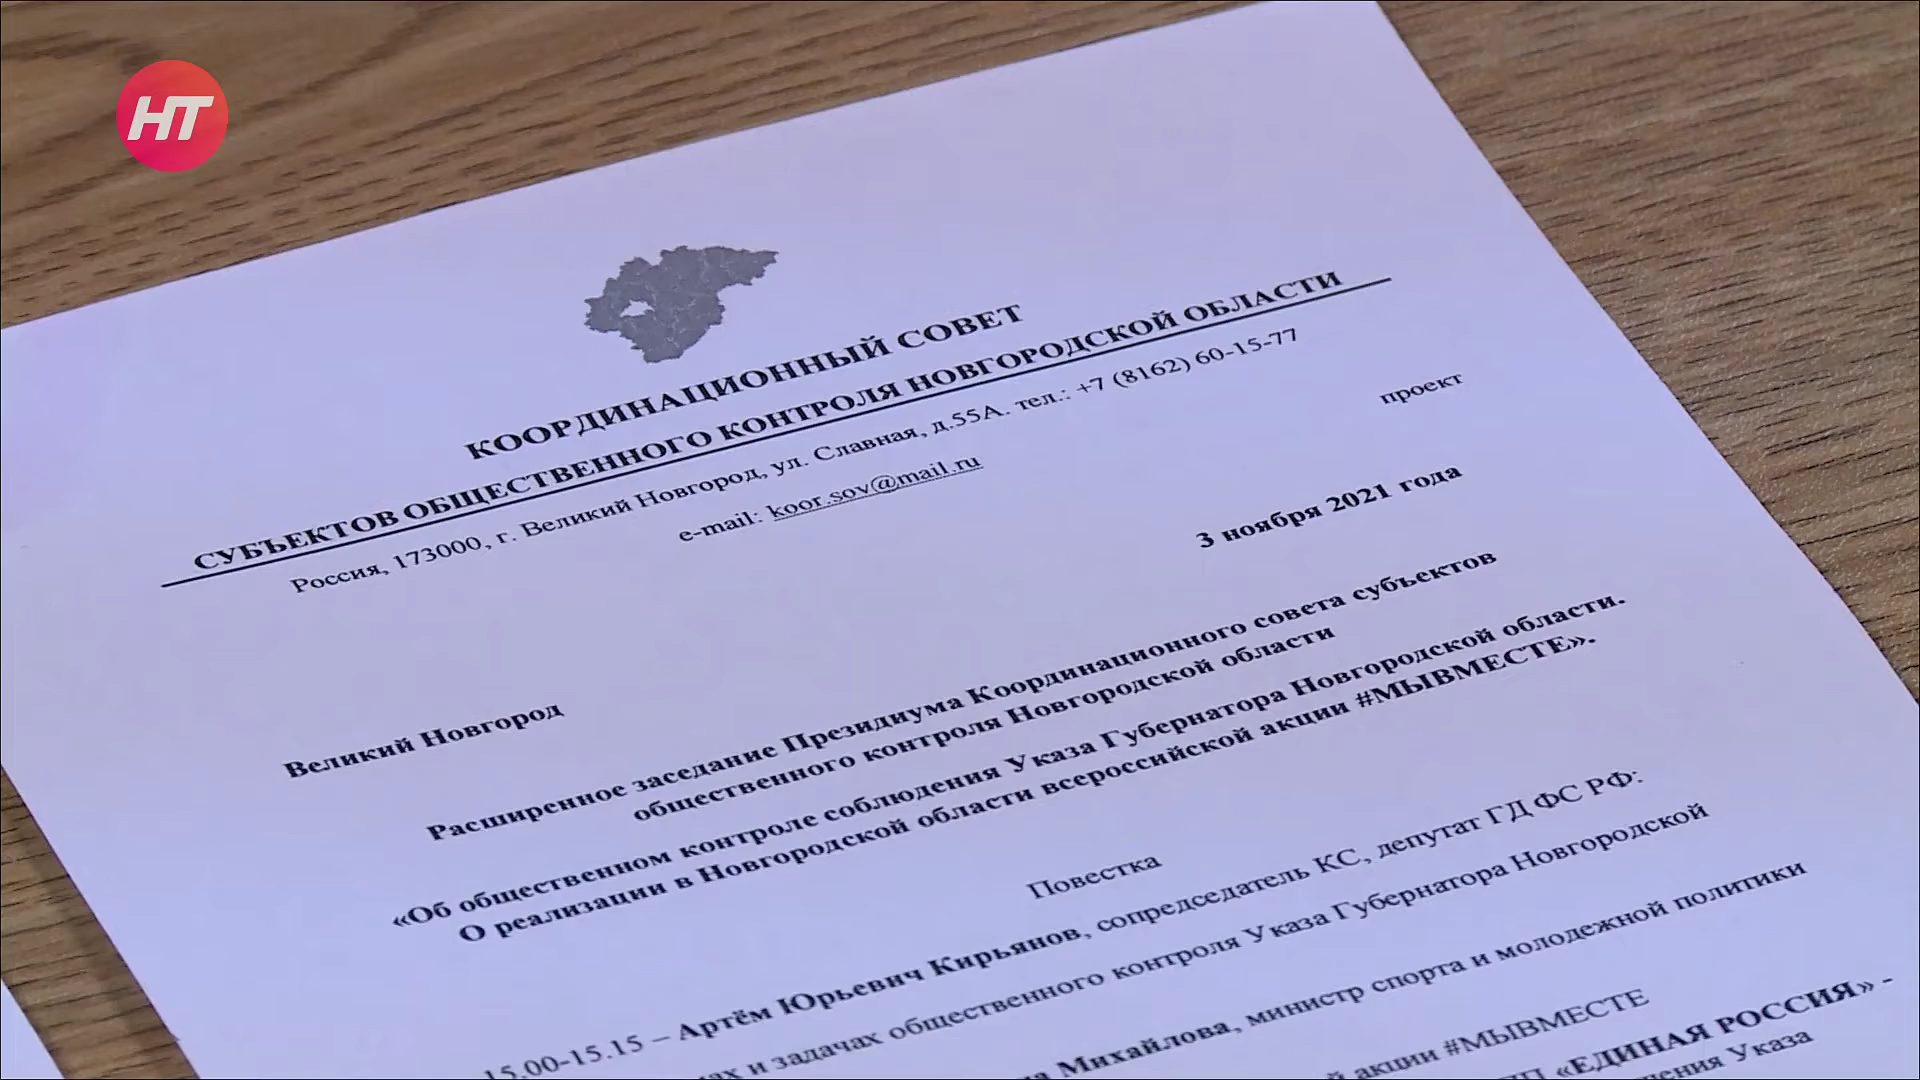 НТ
КООРДИНАЦИОННЫЙ СОВЕТ
СУБЪЕКТОВ ОБЩЕСТВЕННОГО КОНТРОЛЯ НОВГОРОДСКОЙ ОБЛАСТИ
Россия, 173000, г. Великий Новгород, ул. Славная, д.55А. тел.: +7 (8162) 60-15-77
e-mail: koor.sov@mail.ru
проект
Великий Новгород 3 ноября 2021 года
Расширенное заседание Президиума Координационного совета субъектов
общественного контроля Новгородской области
«Об общественном контроле соблюдения Указа Губернатора Новгородской области.
О реализации в Новгородской области всероссийской акции #МЫВМЕСТЕ».
Повестка
15.00-15.15 – Артём Юрьевич Кирьянов, сопредседатель КС, депутат ГД ФС РФ:
и задачах общественного контроля Указа Губернатора Новгородской
Михайлова, министр спорта и молодежной политики
акции #МЫВМЕСТЕ
«ЕДИНАЯ РОССИЯ» -
Указа